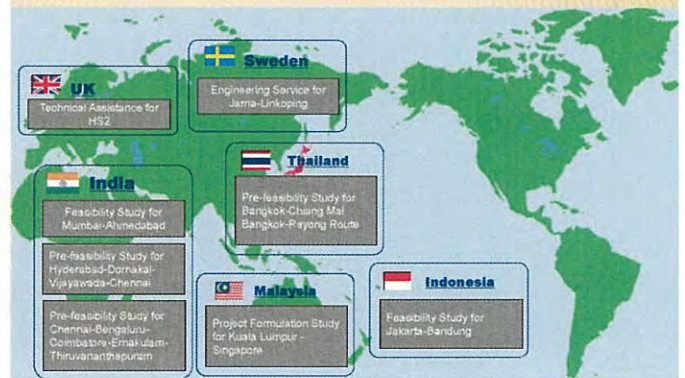 UK
Technical Assistance for
HS2
Sweden
Engineering Service for
Jarna-Linkoping
Thailand
Pre-feasibility Study for
Bangkok-Chiang Mai
Bangkok-Rayong Route
India
Feasibility Study for
Mumbai-Ahmedabad
Pre-feasibility Study for
Hyderabad-Dornakal-
Vijayawada-Chennai
Pre-feasibility Study for
Chennai-Bengaluru-
Coimbatore-Ernakulam-
Thiruvananthapuram
Malaysia
Project Formulation Study
for Kuala Lumpur -
Singapore
Indonesia
Feasibility Study for
Jakarta-Bandung